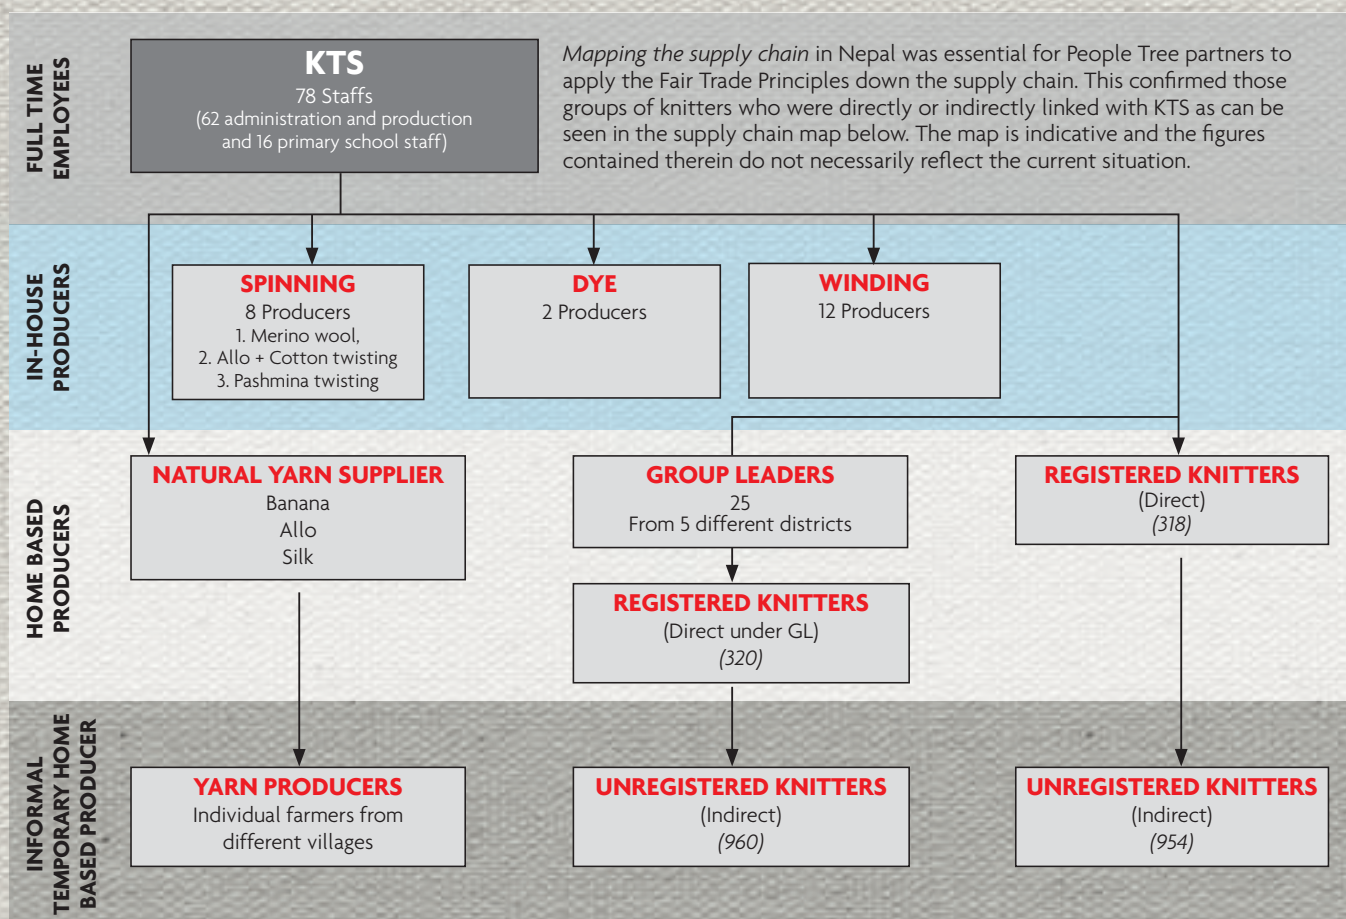 FULL TIME
EMPLOYEES
KTS
78 Staffs
(62 administration and production
and 16 primary school staff)
Mapping the supply chain in Nepal was essential for People Tree partners to
apply the Fair Trade Principles down the supply chain. This confirmed those
groups of knitters who were directly or indirectly linked with KTS as can be
seen in the supply chain map below. The map is indicative and the figures
contained therein do not necessarily reflect the current situation.
IN-HOUSE
PRODUCERS
SPINNING
8 Producers
1. Merino wool,
2. Allo + Cotton twisting
3. Pashmina twisting
DYE
2 Producers
WINDING
12 Producers
HOME BASED
PRODUCERS
NATURAL YARN SUPPLIER
Banana
Allo
Silk
GROUP LEADERS
25
From 5 different districts
REGISTERED KNITTERS
(Direct under GL)
(320)
REGISTERED KNITTERS
(Direct)
(318)
INFORMAL
TEMPORARY HOME
BASED PRODUCER
YARN PRODUCERS
Individual farmers from
different villages
UNREGISTERED KNITTERS
(Indirect)
(960)
UNREGISTERED KNITTERS
(Indirect)
(954)